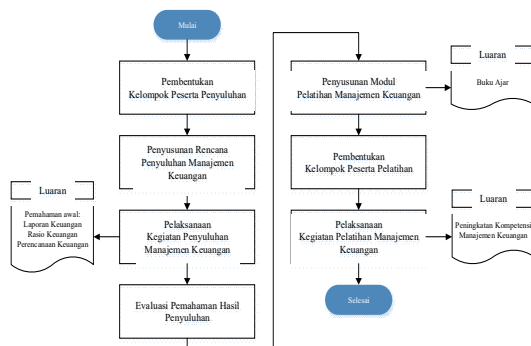 Mulai
Pembentukan
Kelompok Peserta Penyuluhan
Penyusunan Rencana
Penyuluhan Manajemen
Keuangan
Luaran
Pemahaman awal:
Laporan Keuangan
Rasio Keuangan
Perencanaan Keuangan
Pelaksanaan
Kegiatan Penyuluhan
Manajemen Keuangan
Evaluasi Pemahaman Hasil
Penyuluhan
Penyusunan Modul
Pelatihan Manajemen Keuangan
Luaran
Buku Ajar
Pembentukan
Kelompok Peserta Pelatihan
Pelaksanaan
Kegiatan Pelatihan Manajemen
Keuangan
Luaran
Peningkatan Kompetensi
Manajemen Keuangan
Selesai